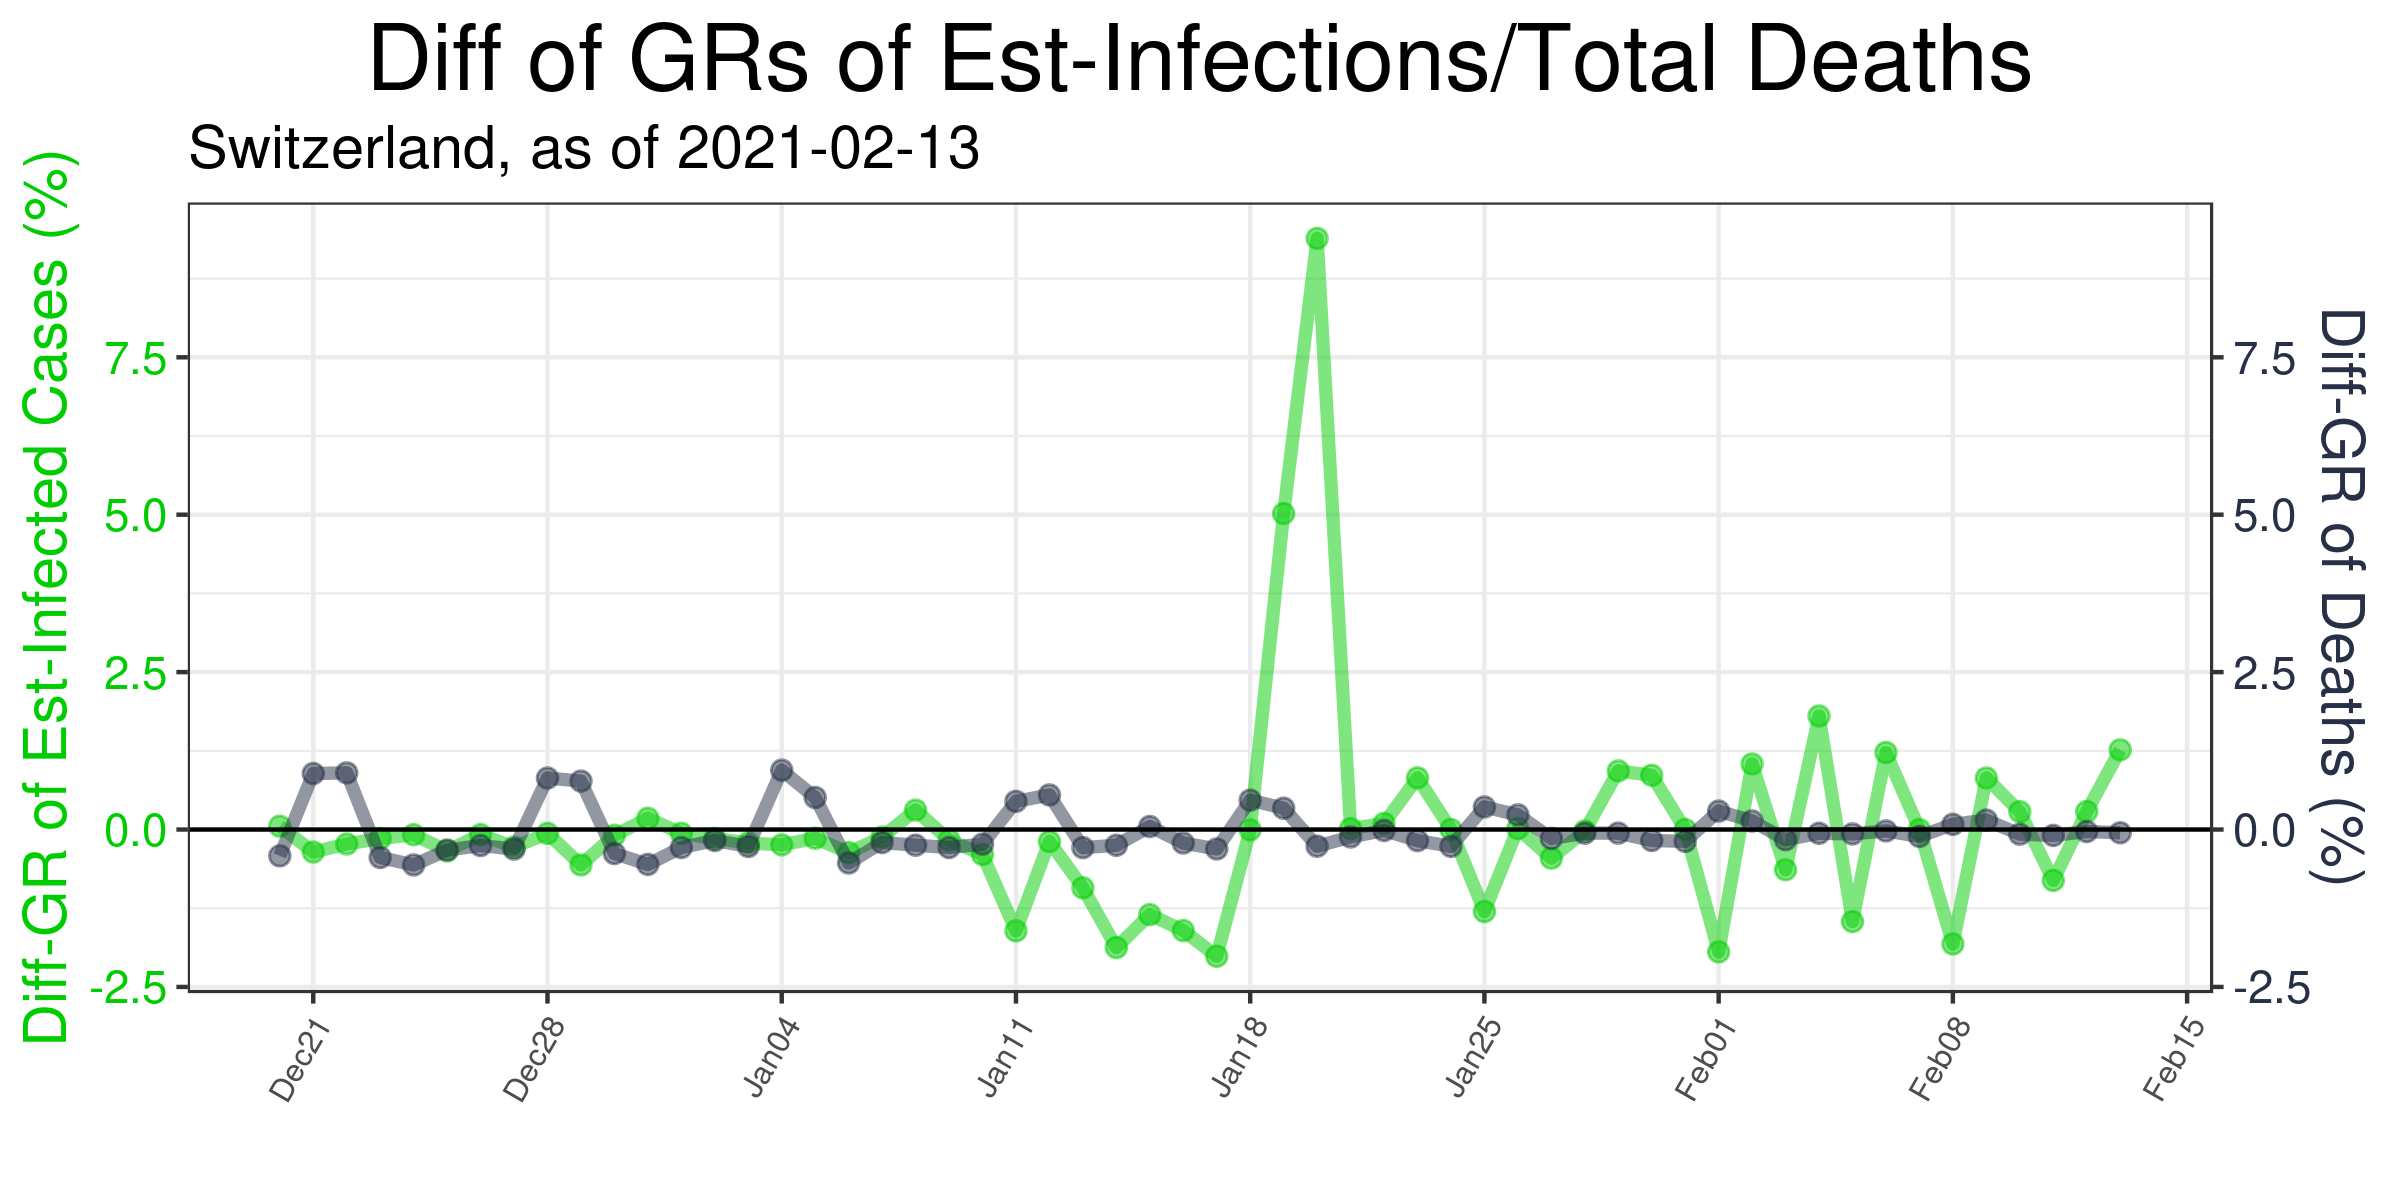 Diff of GRs of Est-Infections/Total Deaths
Switzerland, as of 2021-02-13
Diff-GR of Est-Infected Cases (%)
7.5
5.0
2.5
0.0
-2.5
7.5
5.0
2.5
0.0
-2.5
Diff-GR of Deaths (%)
Dec21
Dec28
Jan04
Jan11
Jan18
Jan25
Feb01
Feb08
Feb15